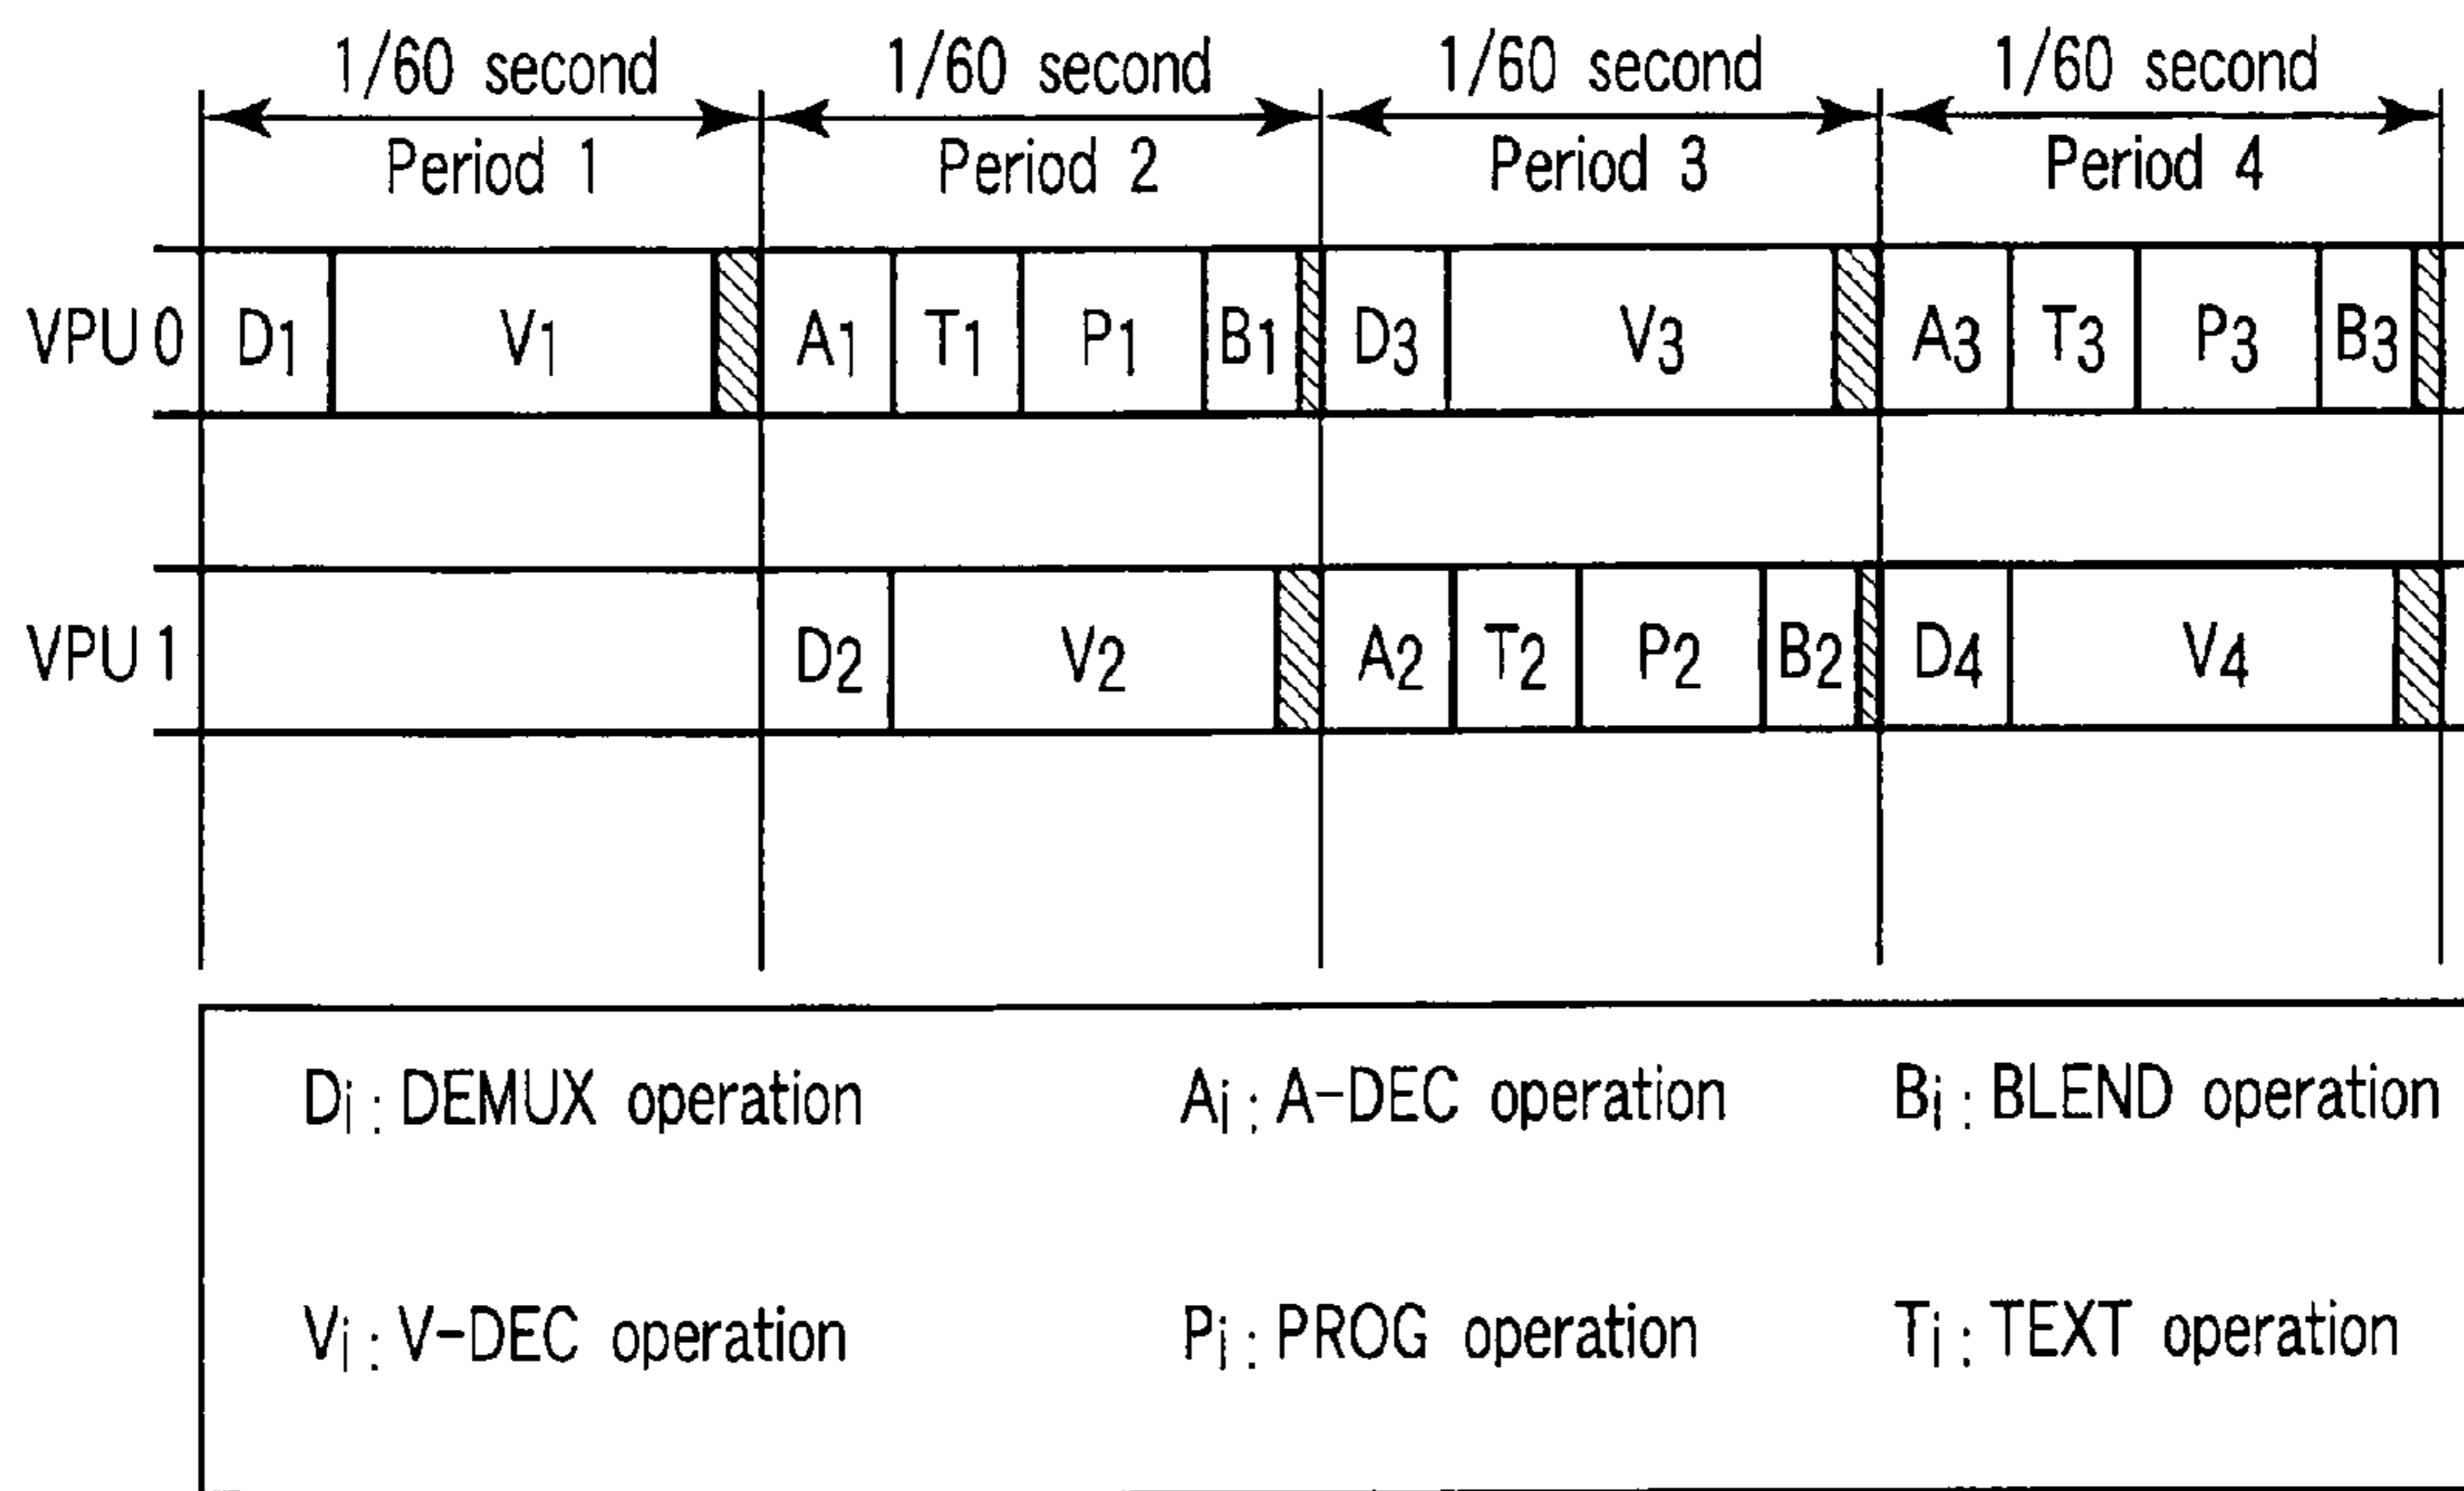 1/60 second 1/60 second 1/60 second 1/60 second
Period 1 Period 2 Period 3 Period 4
VPU 0 D1 V1 A1 T1 P1 B1 D3 V3 A3 T3 P3 B3
VPU 1 D2 V2 A2 T2 P2 B2 D4 V4
Di : DEMUX operation Ai : A-DEC operation Bi : BLEND operation
Vi : V-DEC operation Pi : PROG operation Ti : TEXT operation